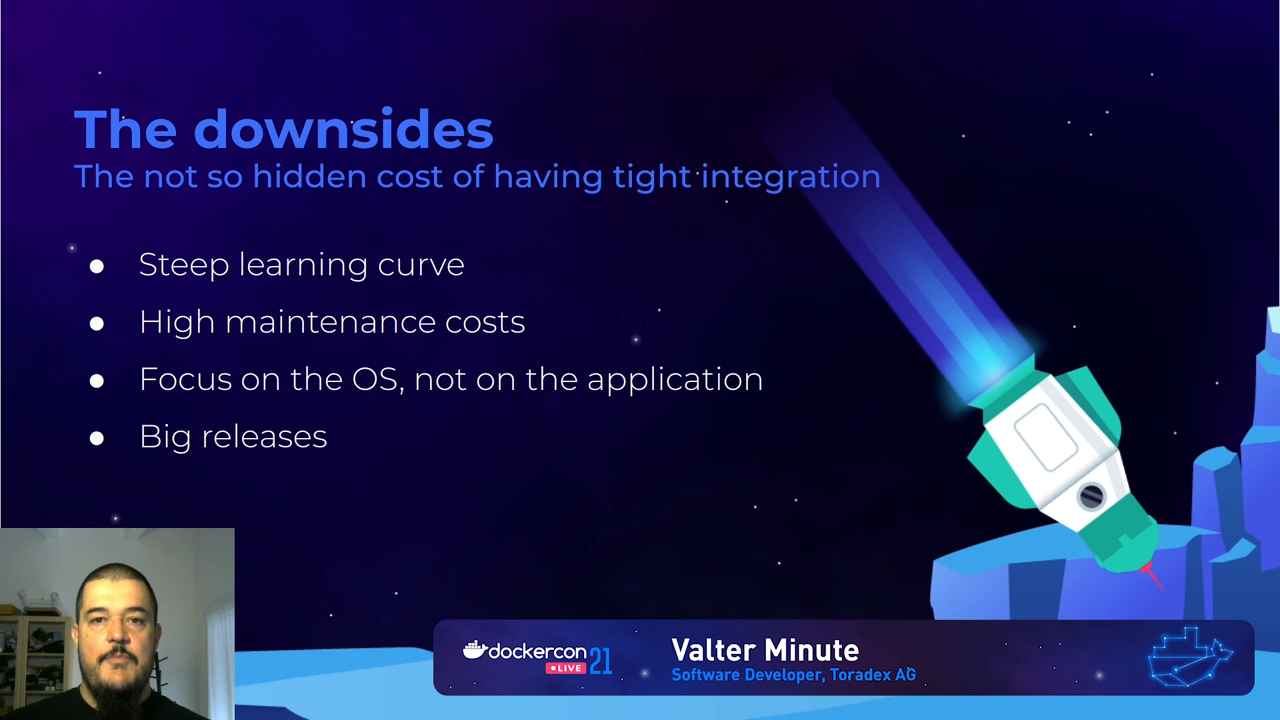 The downsides
The not so hidden cost of having tight integration
● Steep learning curve
● High maintenance costs
● Focus on the OS, not on the application
● Big releases
dockercon
LIVE 21
Valter Minute
Software Developer, Toradex AG